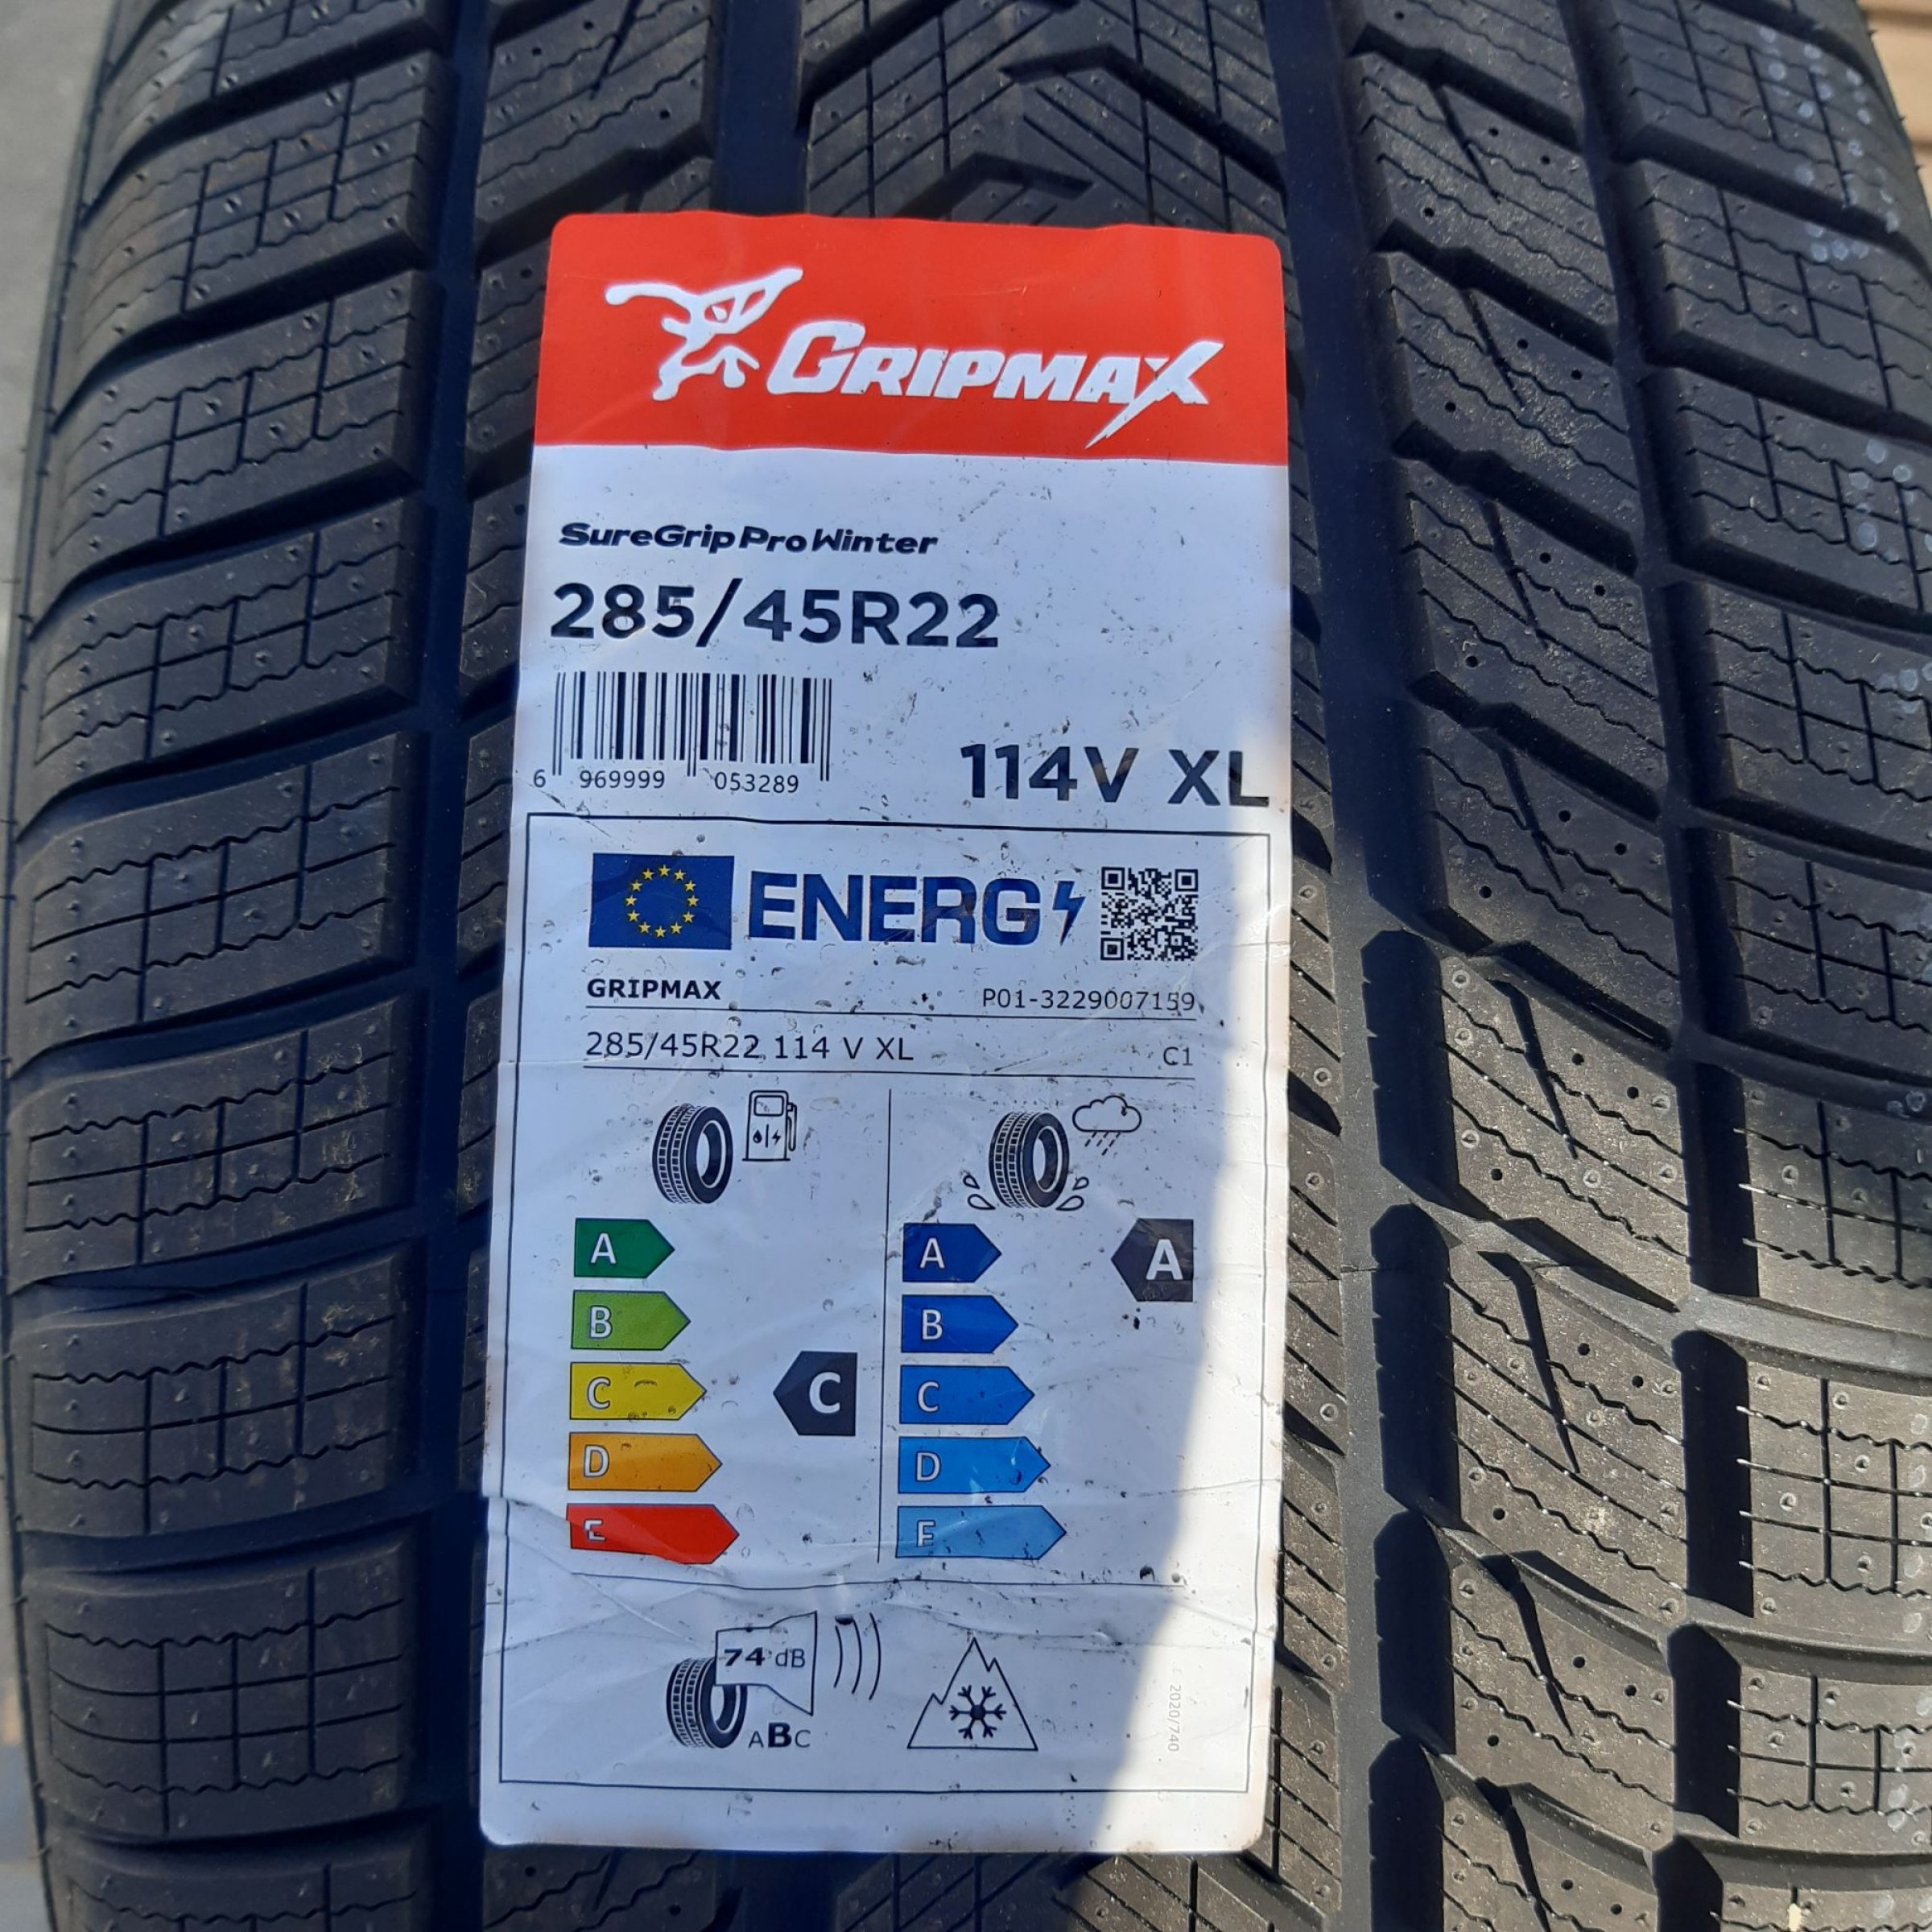 GRIPMAX
SureGrip Pro Winter
285/45R22
6 969999 053289
114V XL
ENERG
GRIPMAX P01-3229007159
285/45R22 114 V XL C1
A A A
B B
C C C
D D
E E
74 dB
ABC
2020/740